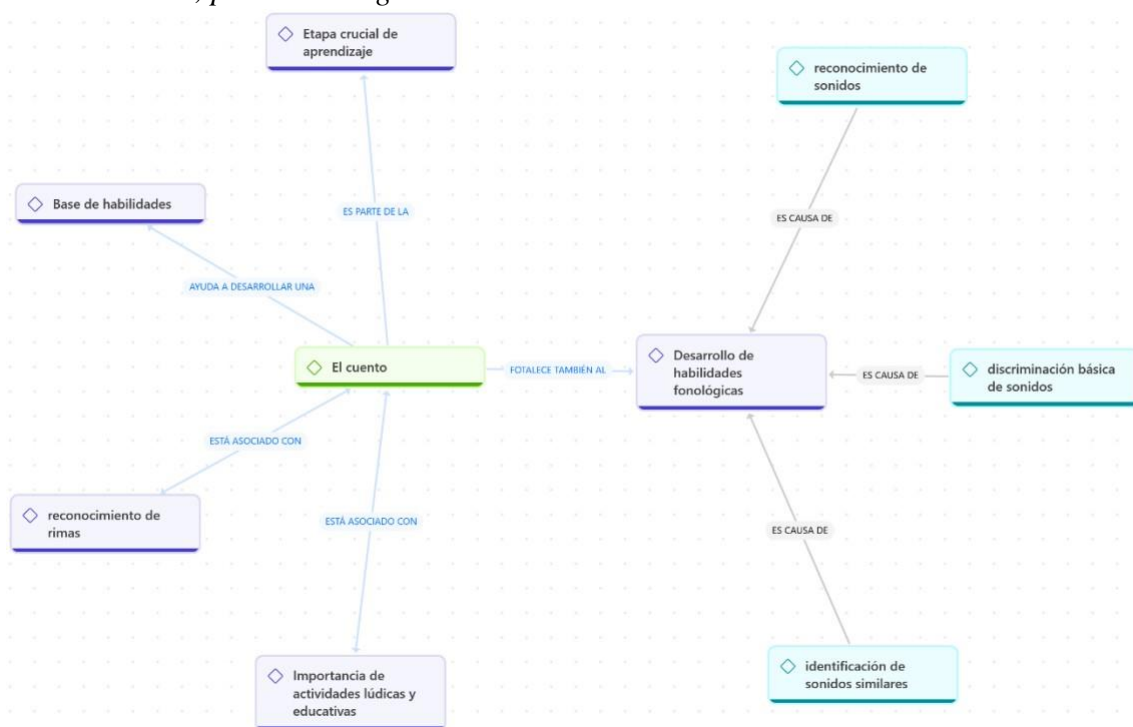 Etapa crucial de
aprendizaje
reconocimiento de
sonidos
Base de habilidades
ES PARTE DE LA
ES CAUSA DE
AYUDA A DESARROLLAR UNA
El cuento
FOTALECE TAMBIÉN AL
Desarrollo de
habilidades
fonológicas
ES CAUSA DE
discriminación básica
de sonidos
ESTÁ ASOCIADO CON
reconocimiento de
rimas
ESTÁ ASOCIADO CON
ES CAUSA DE
Importancia de
actividades lúdicas y
educativas
identificación de
sonidos similares